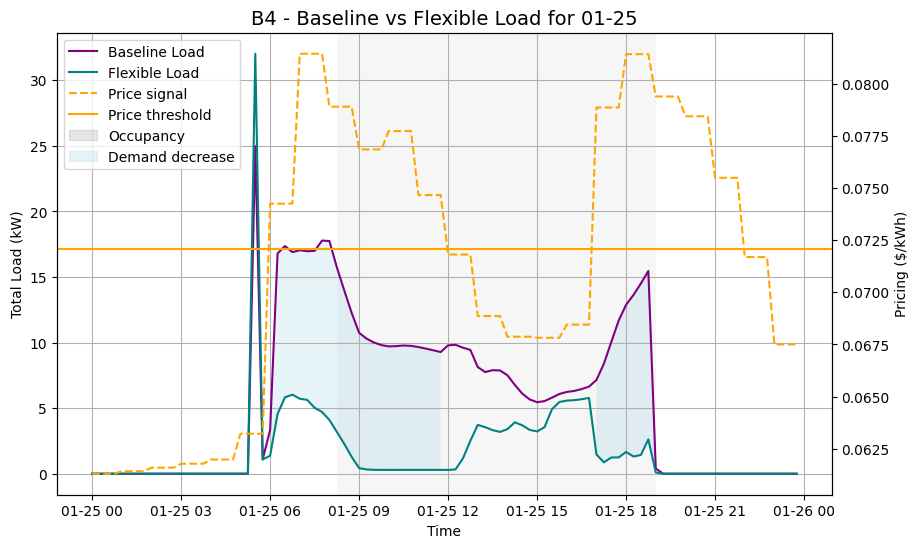 B4 - Baseline vs Flexible Load for 01-25
Baseline Load
Flexible Load
Price signal
Price threshold
Occupancy
Demand decrease
Total Load (kW)
30
25
20
15
10
5
0
0.0800
0.0775
0.0750
0.0725
0.0700
0.0675
0.0650
0.0625
Pricing ($/kWh)
01-25 00
01-25 03
01-25 06
01-25 09
01-25 12
01-25 15
01-25 18
01-25 21
01-26 00
Time